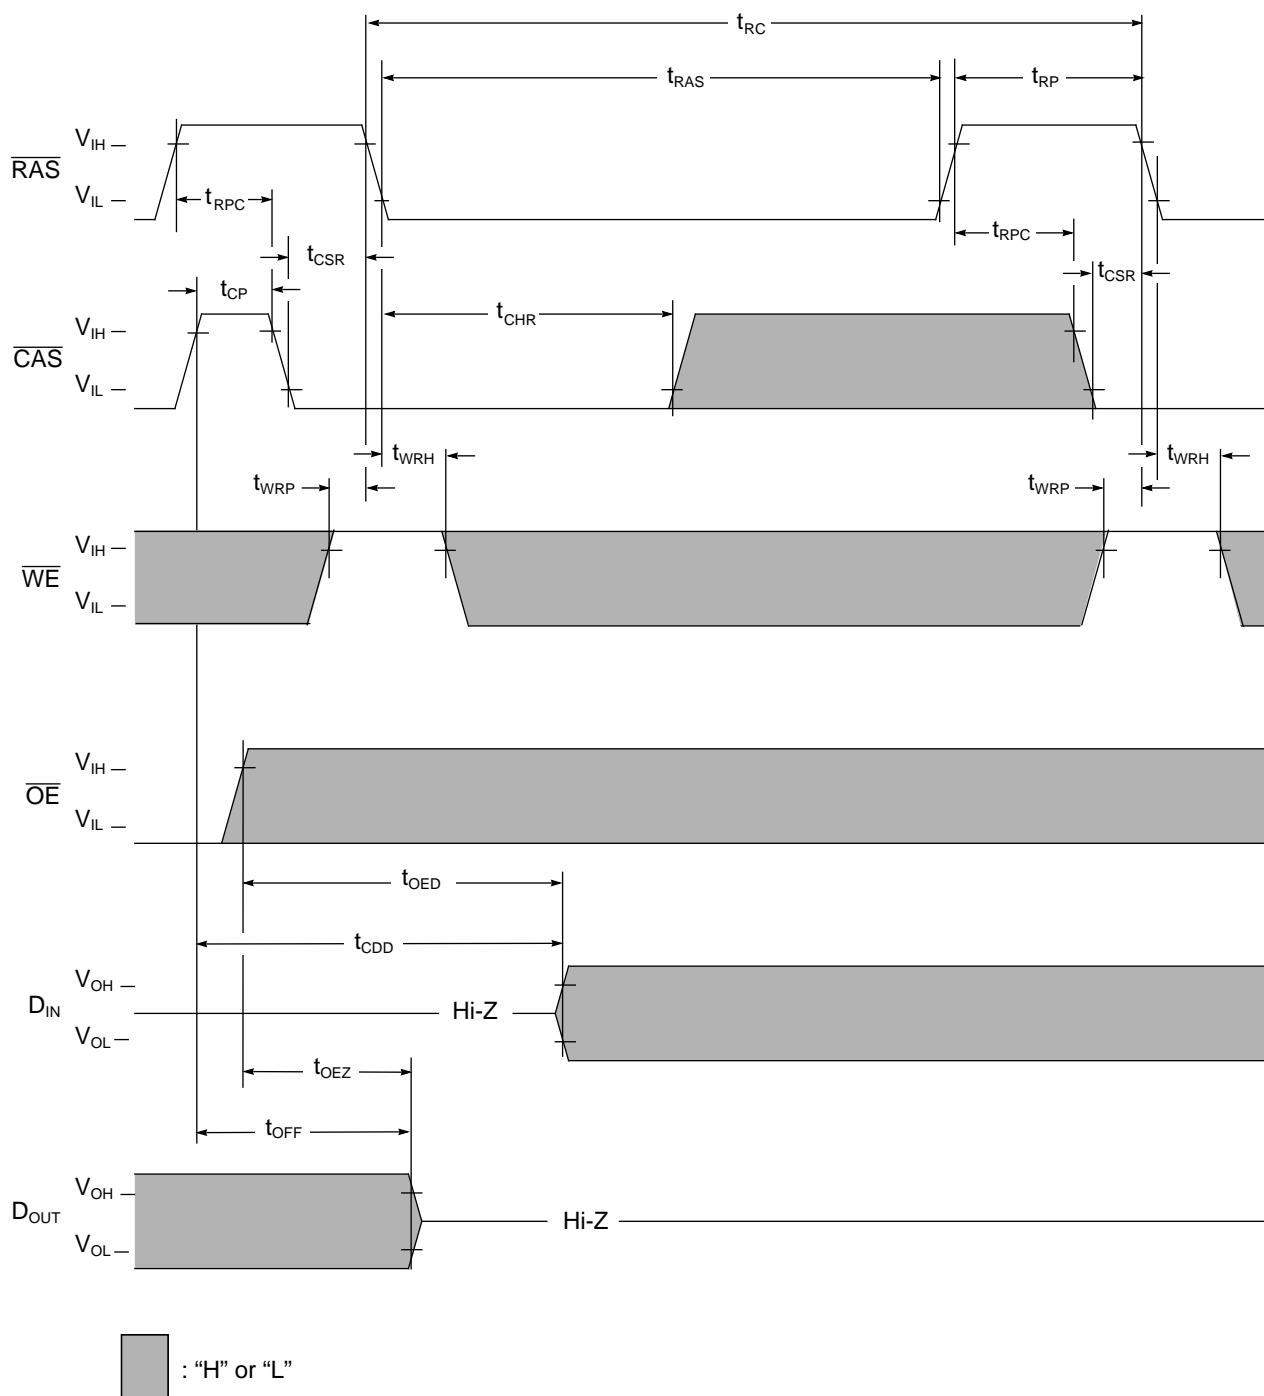 tRC
tRAS
tRP
VIH
RAS
VIL
tRPC
tRPC
tCSR
tCSR
tCP
tCHR
VIH
CAS
VIL
tWRH
tWRH
tWRP
tWRP
VIH
WE
VIL
VIH
OE
VIL
tOED
tCDD
VOH
DIN
Hi-Z
VOL
tOEZ
tOFF
VOH
DOUT
Hi-Z
VOL
: “H” or “L”